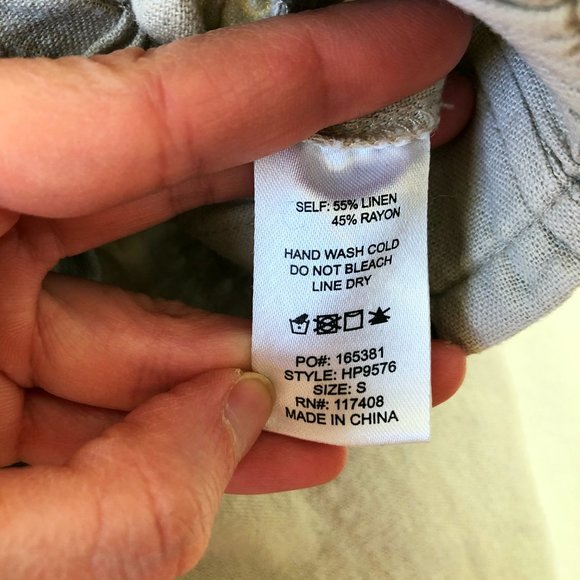 SELF: 55% LINEN
45% RAYON
HAND WASH COLD
DO NOT BLEACH
LINE DRY
PO#: 165381
STYLE: HP9576
SIZE: S
RN#: 117408
MADE IN CHINA